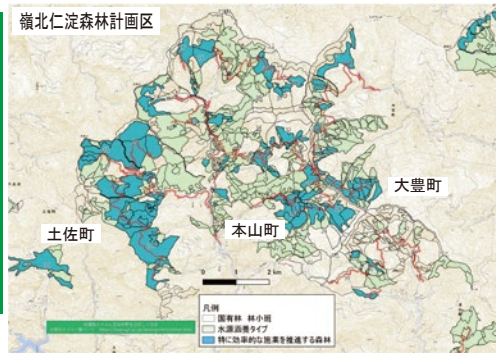 嶺北仁淀森林計画区
大豊町
土佐町
本山町
0 1 2 km
凡例
国有林 林小班
水源涵養タイプ
特に効率的な施業を推進する森林